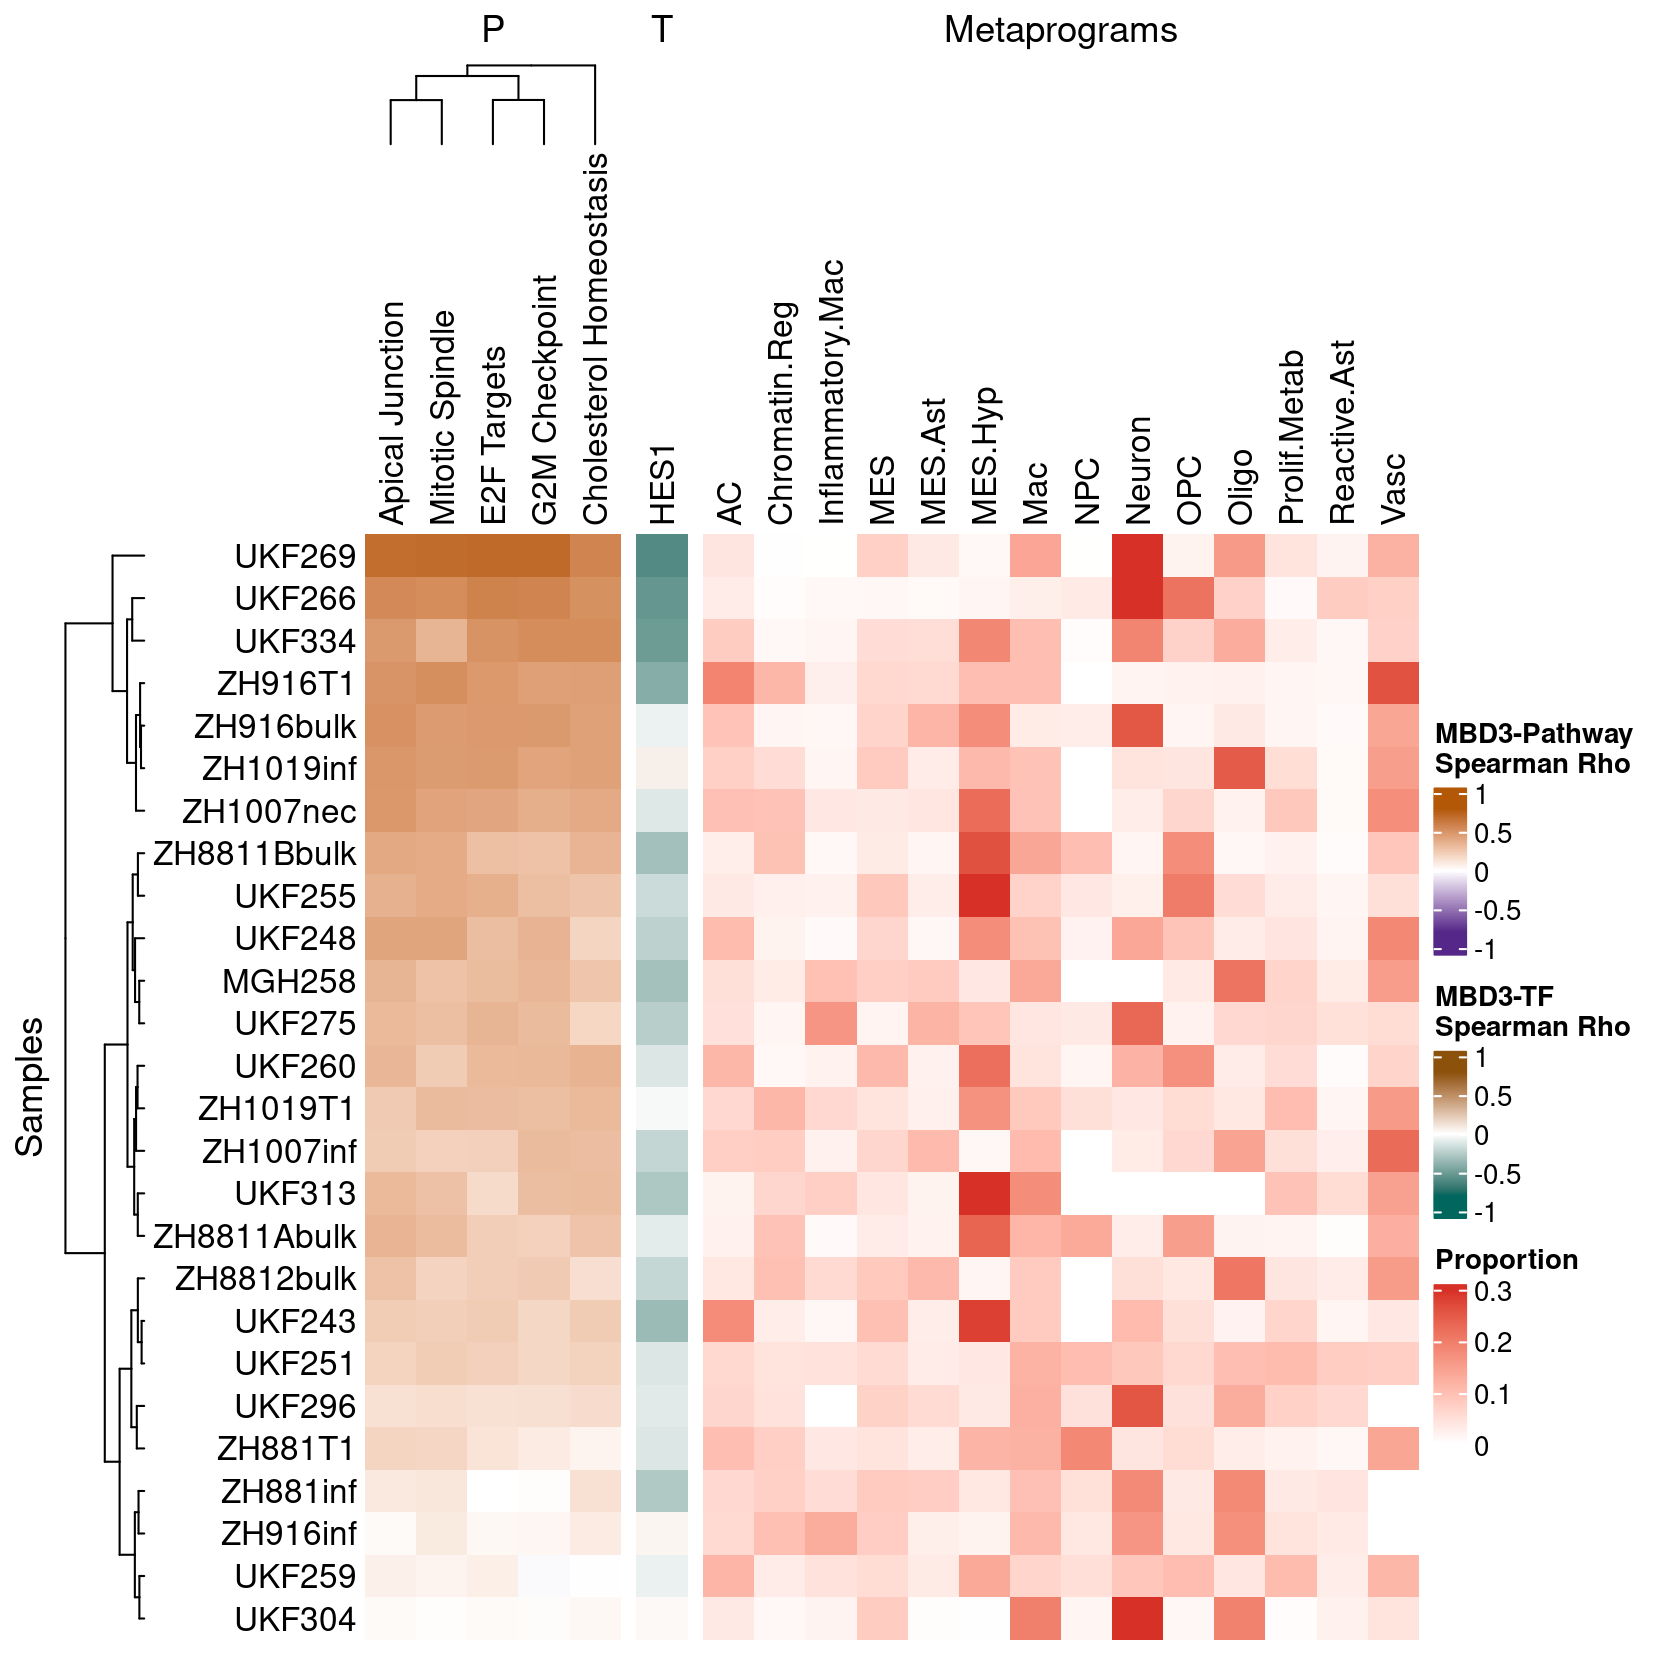 P
T
Metaprograms
Apical Junction
Mitotic Spindle
E2F Targets
G2M Checkpoint
Cholesterol Homeostasis
HES1
AC
Chromatin.Reg
Inflammatory.Mac
MES
MES.Ast
MES.Hyp
Mac
NPC
Neuron
OPC
Oligo
Prolif.Metab
Reactive.Ast
Vasc
Samples
UKF269
UKF266
UKF334
ZH916T1
ZH916bulk
ZH1019inf
ZH1007nec
ZH8811Bbulk
UKF255
UKF248
MGH258
UKF275
UKF260
ZH1019T1
ZH1007inf
UKF313
ZH8811Abulk
ZH8812bulk
UKF243
UKF251
UKF296
ZH881T1
ZH881inf
ZH916inf
UKF259
UKF304
MBD3-Pathway
Spearman Rho
1
0.5
0
-0.5
-1
MBD3-TF
Spearman Rho
1
0.5
0
-0.5
-1
Proportion
0.3
0.2
0.1
0